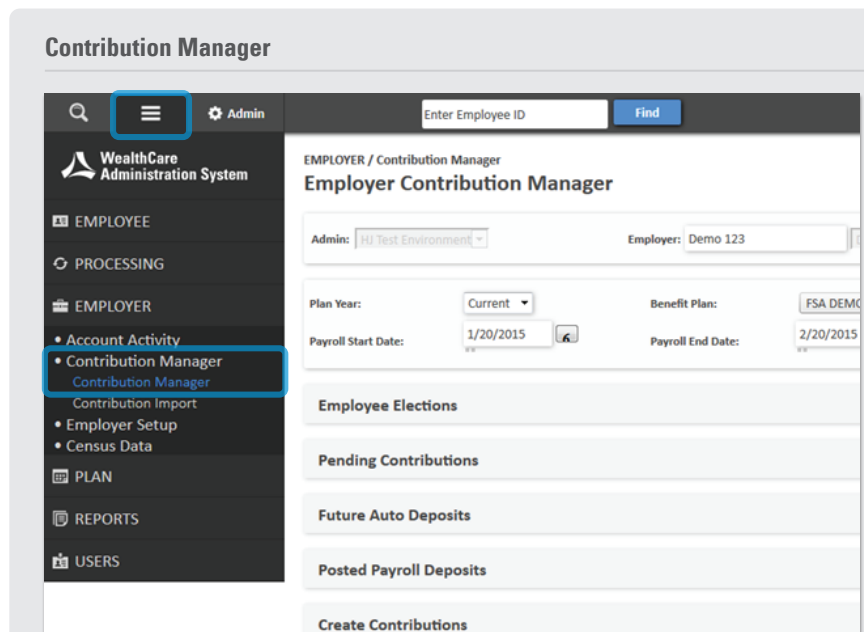 Contribution Manager
Admin
Enter Employee ID
Find
WealthCare
Administration System
EMPLOYEE
PROCESSING
EMPLOYER
• Account Activity
• Contribution Manager
Contribution Manager
Contribution Import
• Employer Setup
• Census Data
PLAN
REPORTS
USERS
EMPLOYER / Contribution Manager
Employer Contribution Manager
Admin: HJ Test Environment
Employer: Demo 123
Plan Year: Current
Benefit Plan: FSA DEMO
Payroll Start Date: 1/20/2015
Payroll End Date: 2/20/2015
Employee Elections
Pending Contributions
Future Auto Deposits
Posted Payroll Deposits
Create Contributions